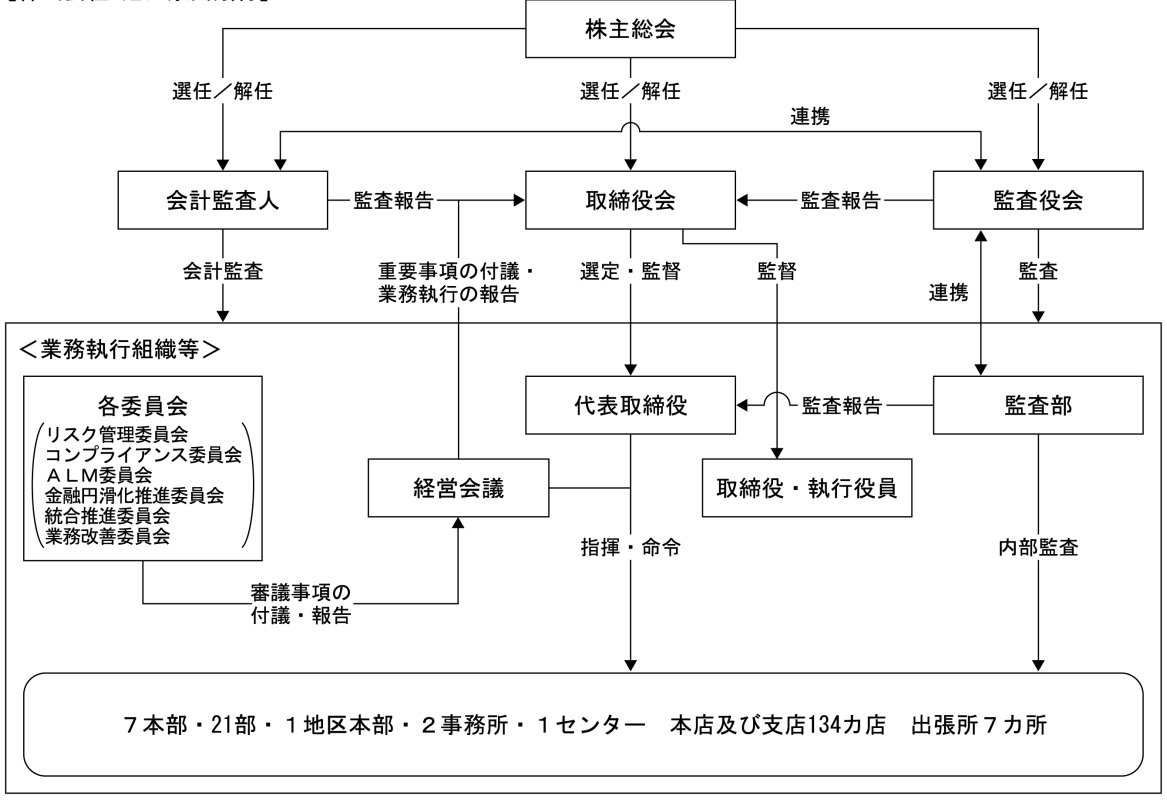 株主総会
選任／解任
選任／解任
選任／解任
連携
会計監査人
監査報告
取締役会
監査報告
監査役会
会計監査
重要事項の付議・
業務執行の報告
選定・監督
監督
連携
監査
＜業務執行組織等＞
各委員会
リスク管理委員会
コンプライアンス委員会
ＡＬＭ委員会
金融円滑化推進委員会
統合推進委員会
業務改善委員会
代表取締役
監査報告
監査部
経営会議
取締役・執行役員
指揮・命令
内部監査
審議事項の
付議・報告
７本部・21部・１地区本部・２事務所・１センター　本店及び支店134カ店　出張所７カ所